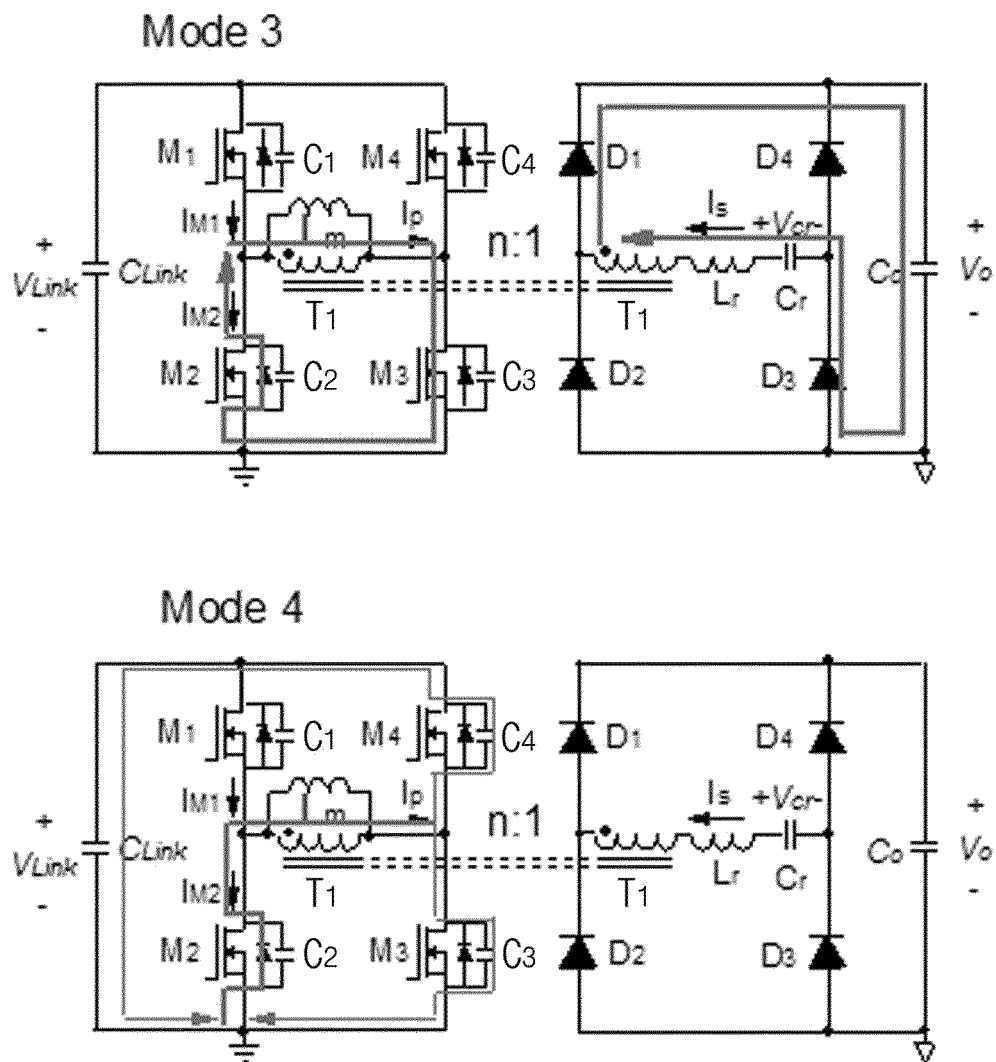 Mode 3
M1 C1 M4 C4 D1 D4
IM1 Ip n:1 Is +Vcr-
+ m +
VLink CLink Co Vo
- IM2 T1 T1 Lr Cr -
M2 C2 M3 C3 D2 D3
Mode 4
M1 C1 M4 C4 D1 D4
IM1 Ip n:1 Is +Vcr-
+ m +
VLink CLink Co Vo
- IM2 T1 T1 Lr Cr -
M2 C2 M3 C3 D2 D3